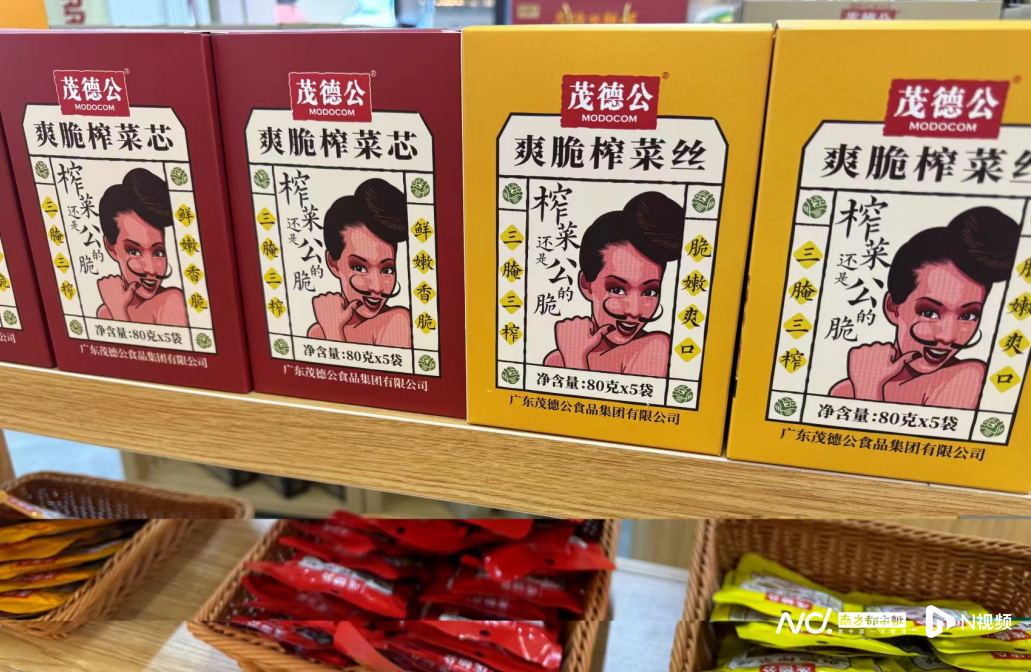 茂德公®
MODOCOM
爽脆榨菜芯
榨菜
还是
公的
脆
三腌三榨
鲜嫩香脆
净含量:80克x5袋
广东茂德公食品集团有限公司
茂德公®
MODOCOM
爽脆榨菜芯
榨菜
还是
公的
脆
三腌三榨
鲜嫩香脆
净含量:80克x5袋
广东茂德公食品集团有限公司
茂德公®
MODOCOM
爽脆榨菜丝
榨菜
还是
公的
脆
三腌三榨
脆嫩爽口
净含量:80克x5袋
广东茂德公食品集团有限公司
茂德公®
MODOCOM
爽脆榨菜丝
榨菜
还是
公的
脆
三腌三榨
脆嫩爽口
净含量:80克x5袋
广东茂德公食品集团有限公司
公司
N视频
南方都市报